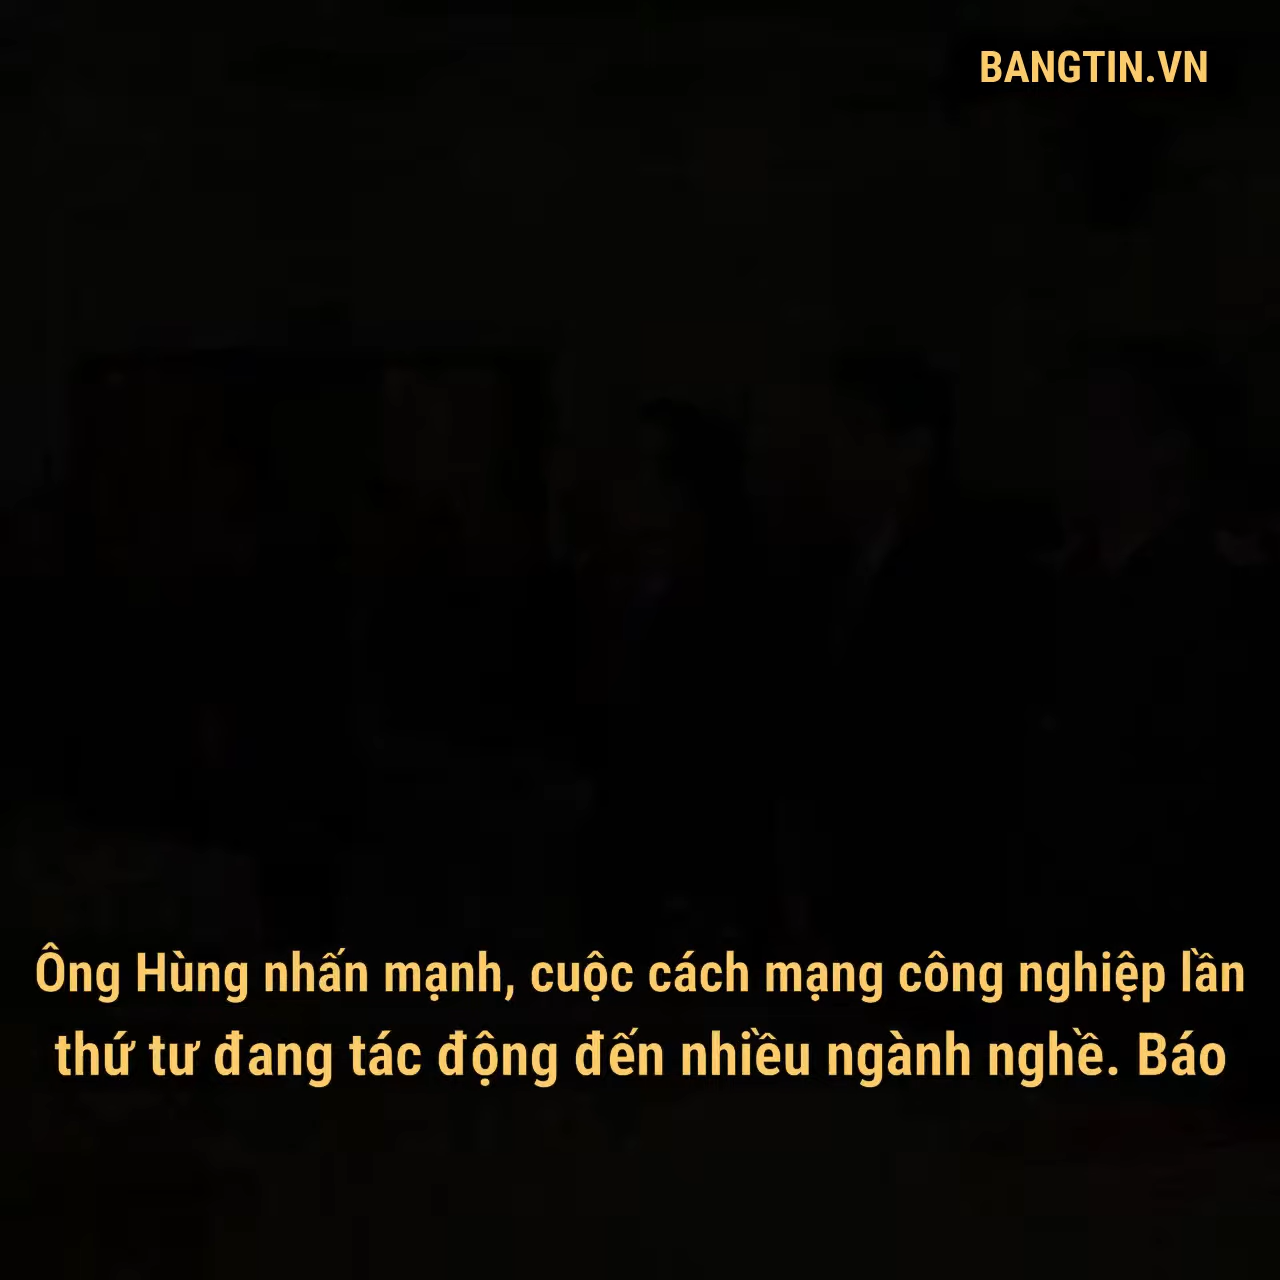 BANGTIN.VN
Ông Hùng nhấn mạnh, cuộc cách mạng công nghiệp lần
thứ tư đang tác động đến nhiều ngành nghề. Báo